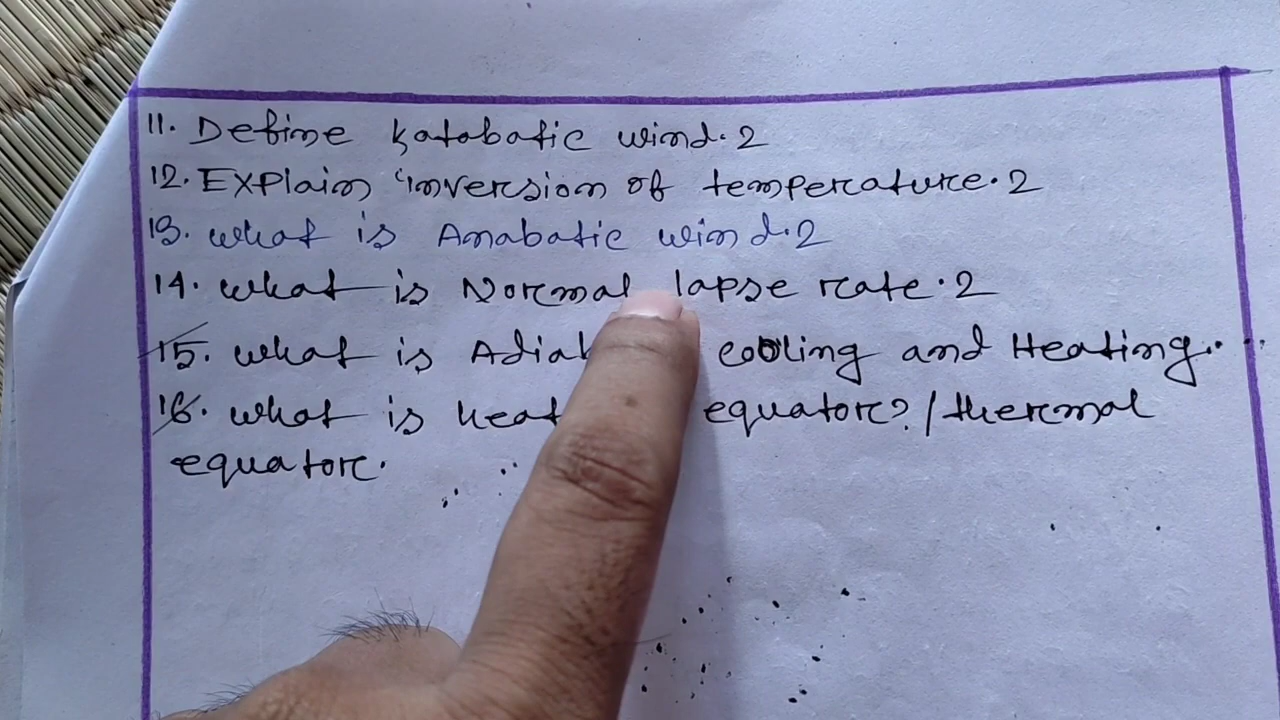 11. Define katabatic wind. 2
12. Explain inversion of temperature. 2
13. what is Anabatic wind. 2
14. what is Normal lapse rate. 2
15. what is cooling and Heating.
16. what is heat equator? / thermal
equator.